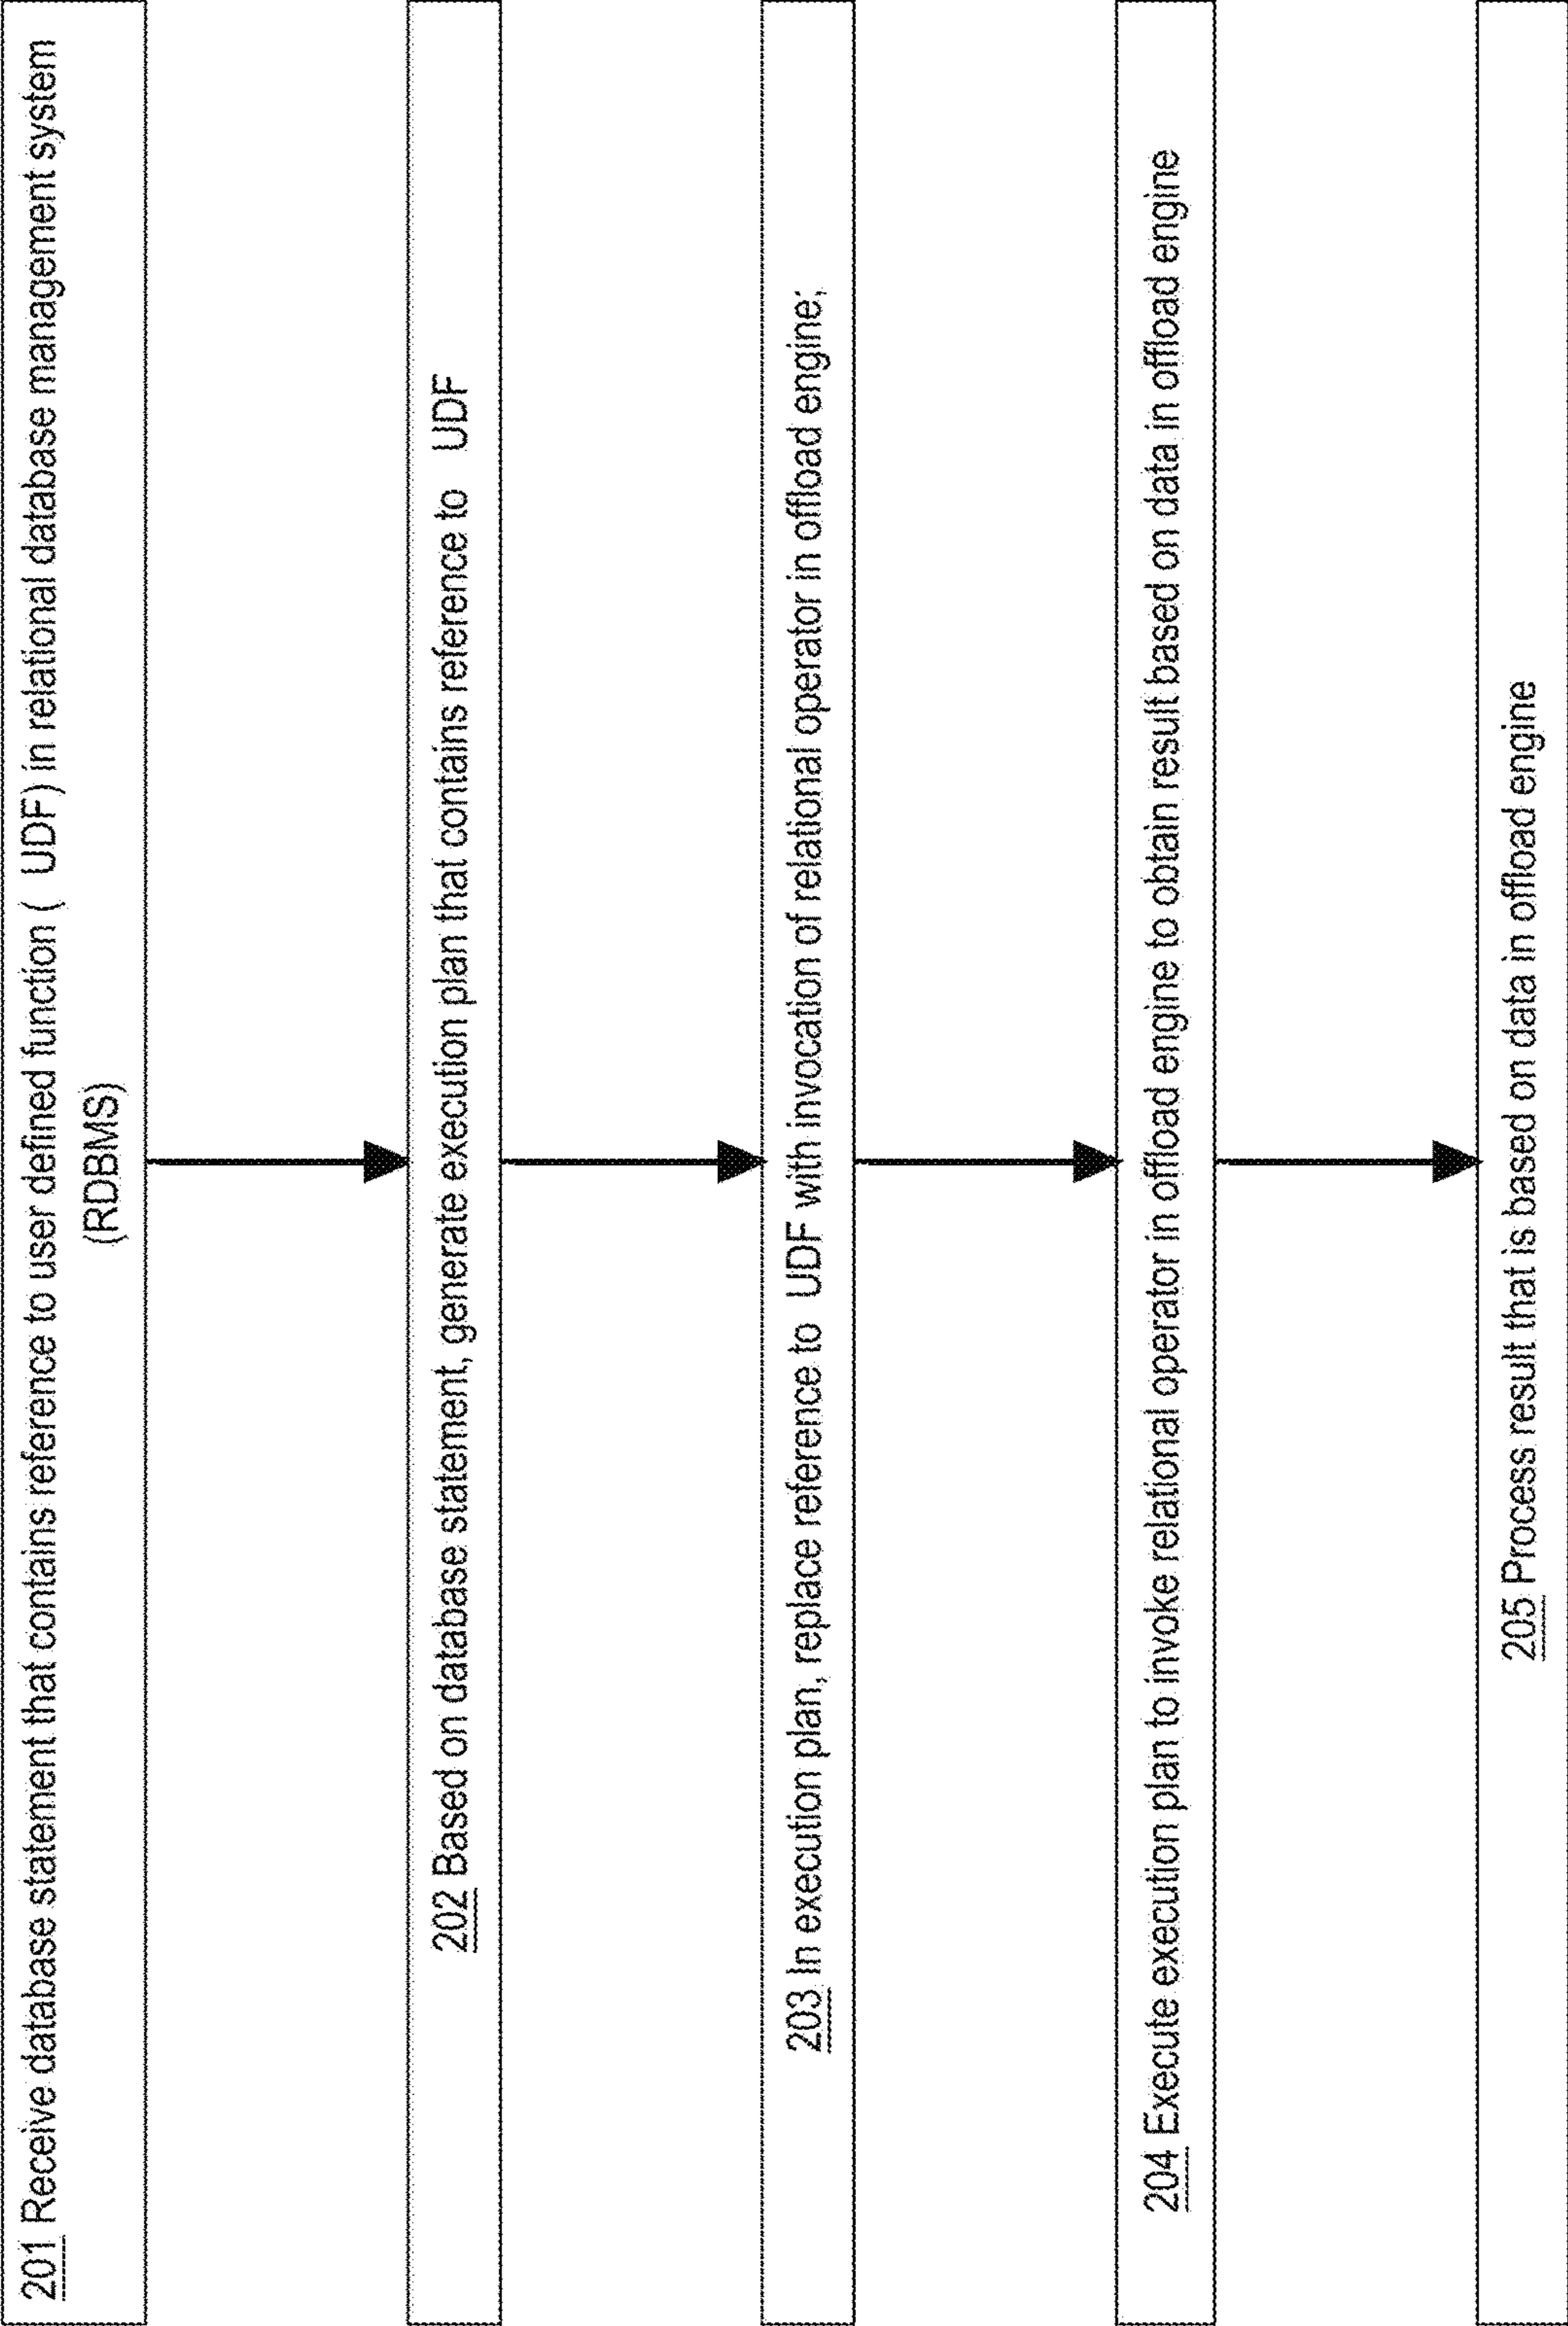 201 Receive database statement that contains reference to user defined function ( UDF) in relational database management system
(RDBMS)
202 Based on database statement, generate execution plan that contains reference to UDF
203 In execution plan, replace reference to UDF with invocation of relational operator in offload engine;
204 Execute execution plan to invoke relational operator in offload engine to obtain result based on data in offload engine
205 Process result that is based on data in offload engine